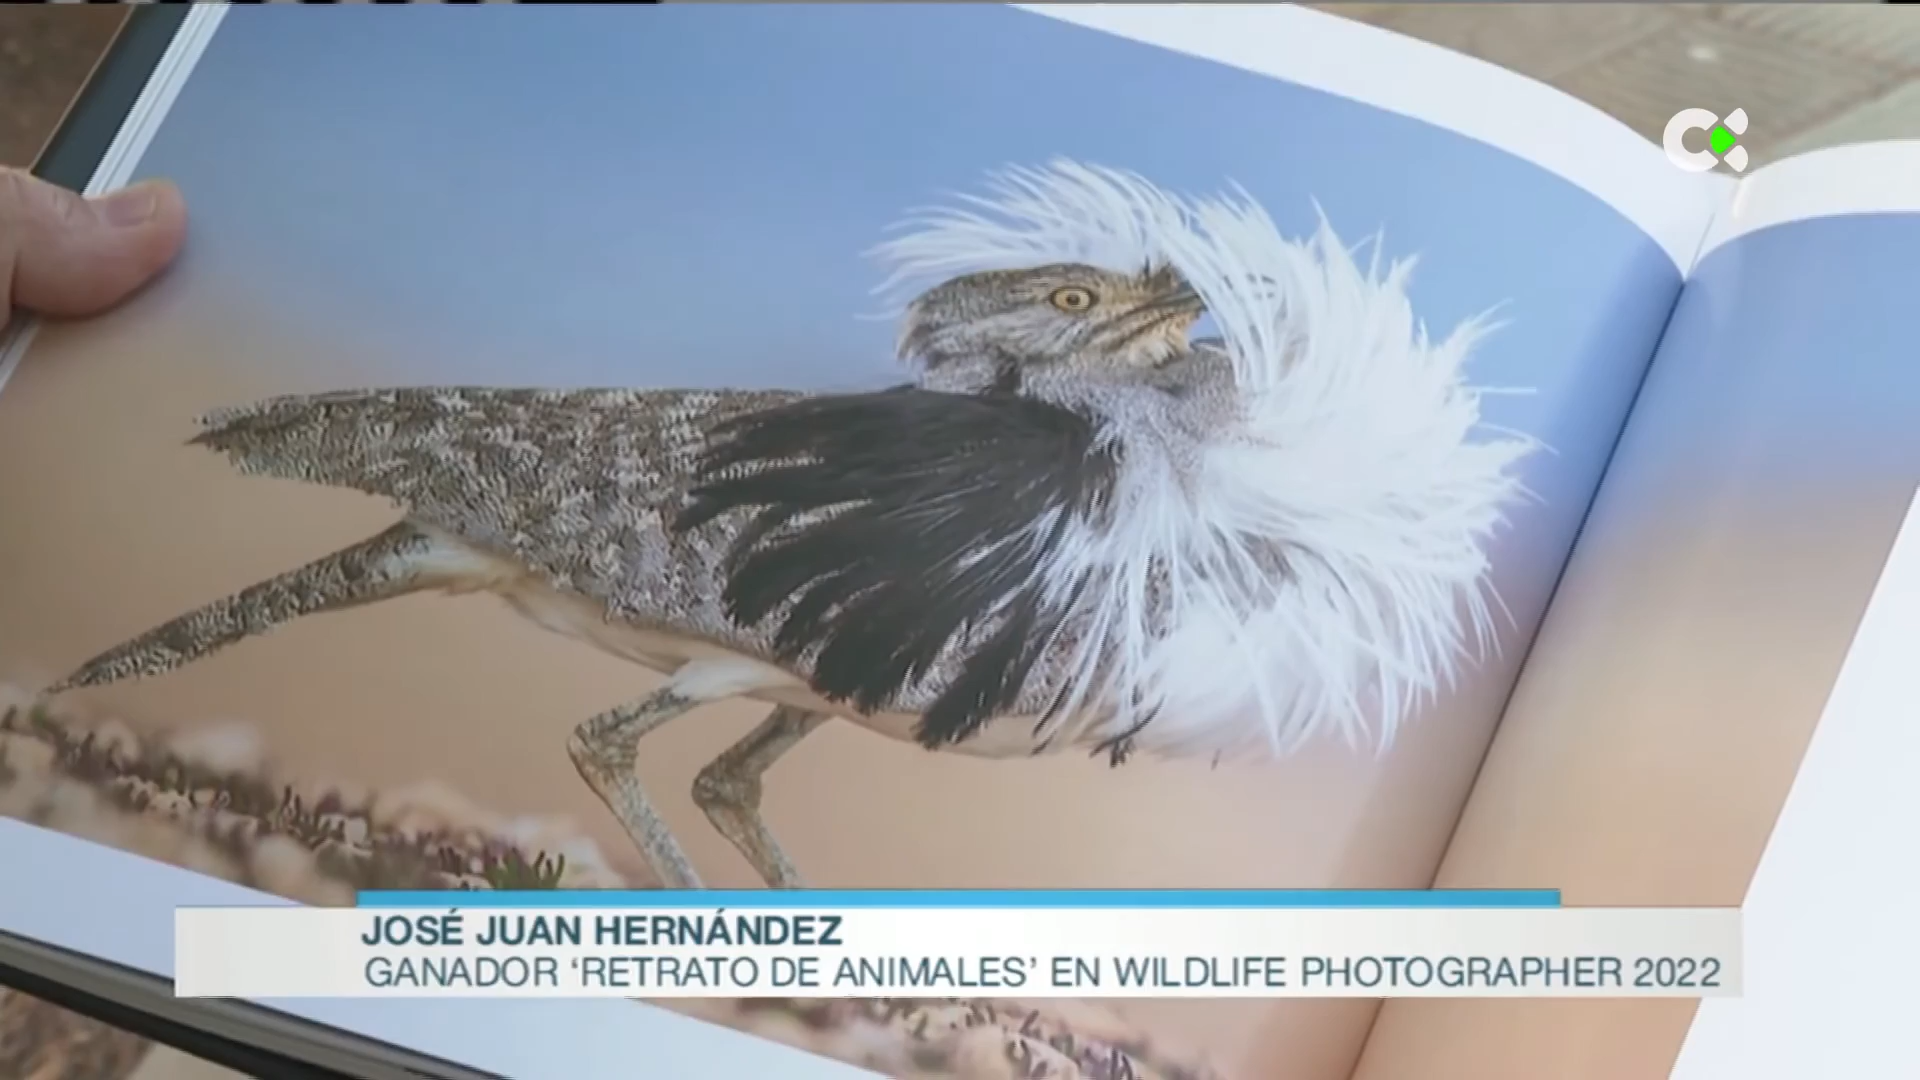 JOSÉ JUAN HERNÁNDEZ
GANADOR ‘RETRATO DE ANIMALES’ EN WILDLIFE PHOTOGRAPHER 2022